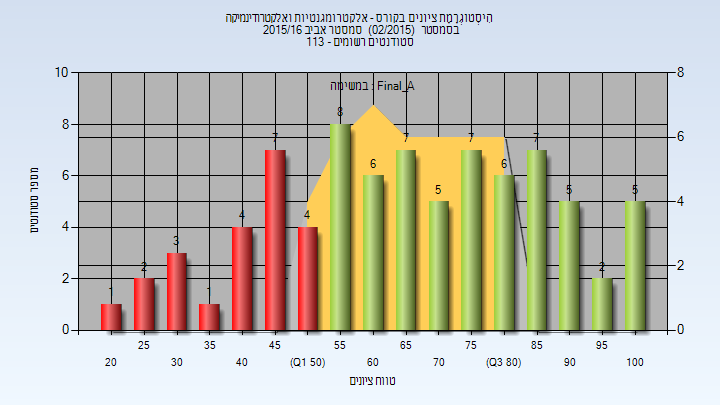 היסטוגרמת ציונים בקורס - אלקטרומגנטיות ואלקטרודינמיקה
בסמסטר (02/2015) סמסטר אביב 2015/16
סטודנטים רשומים - 113
במשימה : Final_A
10 8
8 6
6 4
4 2
2 0
0
מספר סטודנטים
1 2 3 1 4 7 4 8 6 7 5 7 6 7 5 2 5
25 35 45 55 65 75 85 95
20 30 40 (Q1 50) 60 70 (Q3 80) 90 100
טווח ציונים